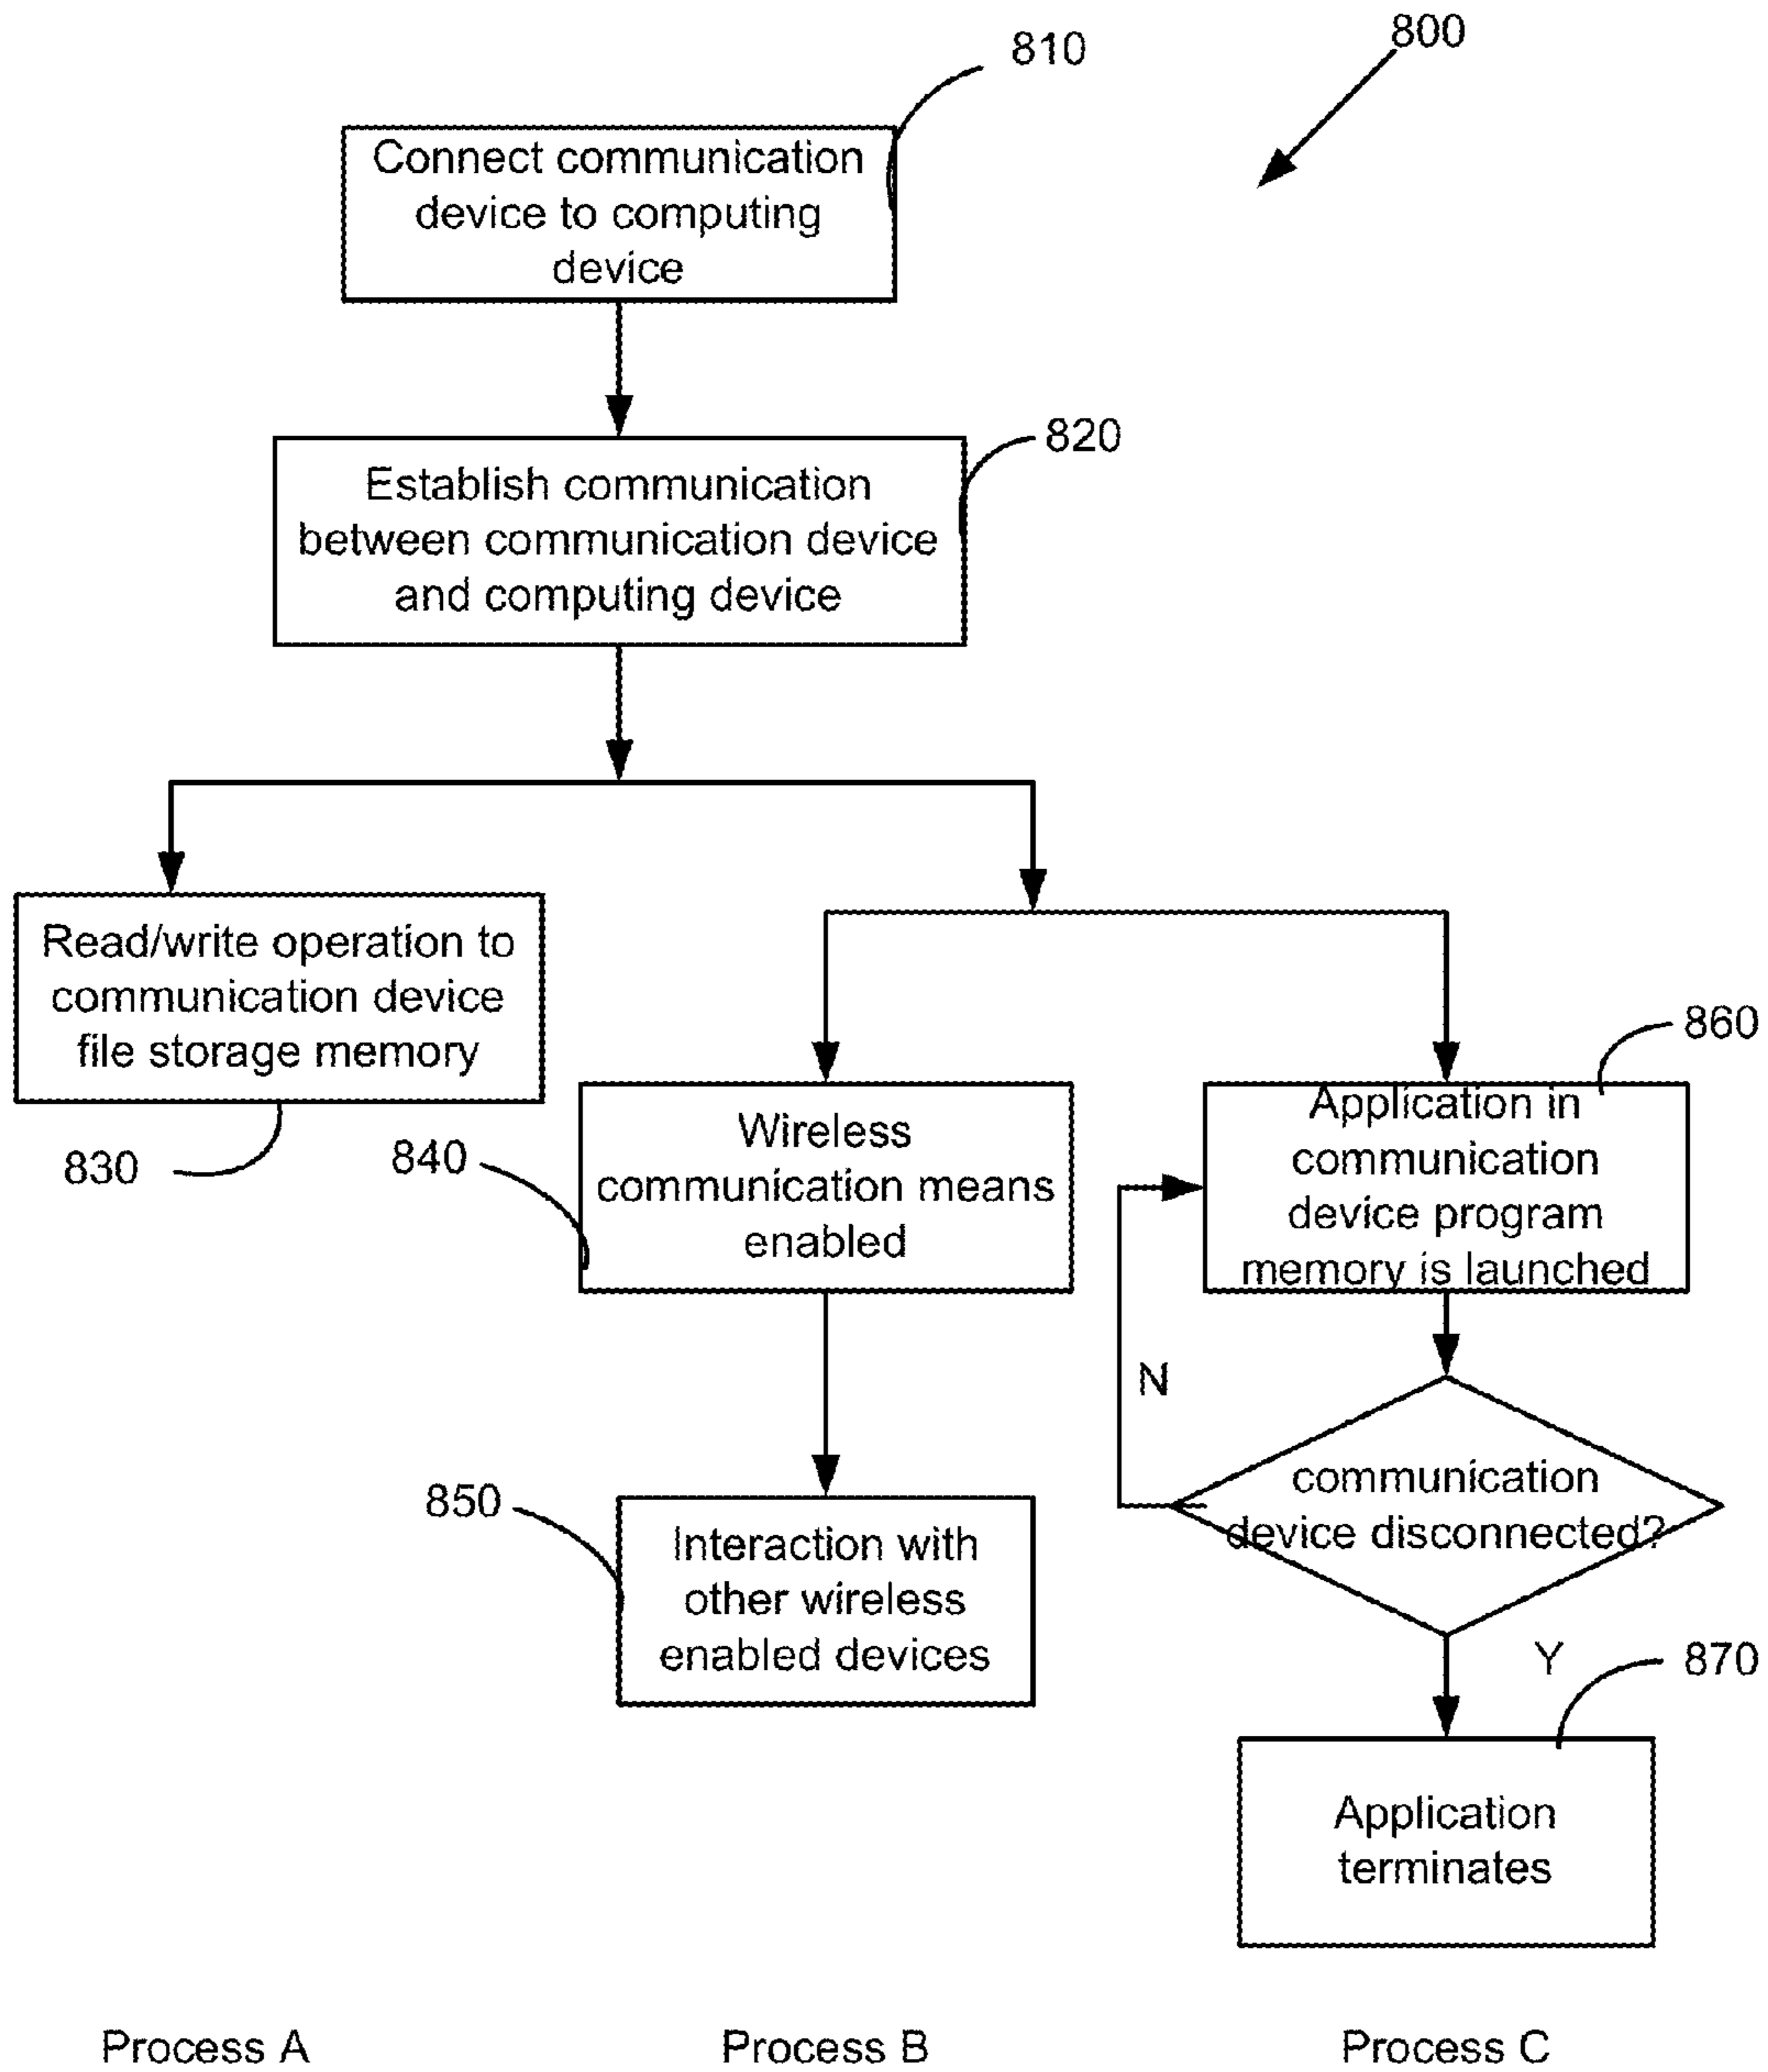 800
810
Connect communication
device to computing
device
820
Establish communication
between communication device
and computing device
Read/write operation to
communication device
file storage memory
830
840
Wireless
communication means
enabled
860
Application in
communication
device program
memory is launched
N
850
Interaction with
other wireless
enabled devices
communication
device disconnected?
Y
870
Application
terminates
Process A
Process B
Process C